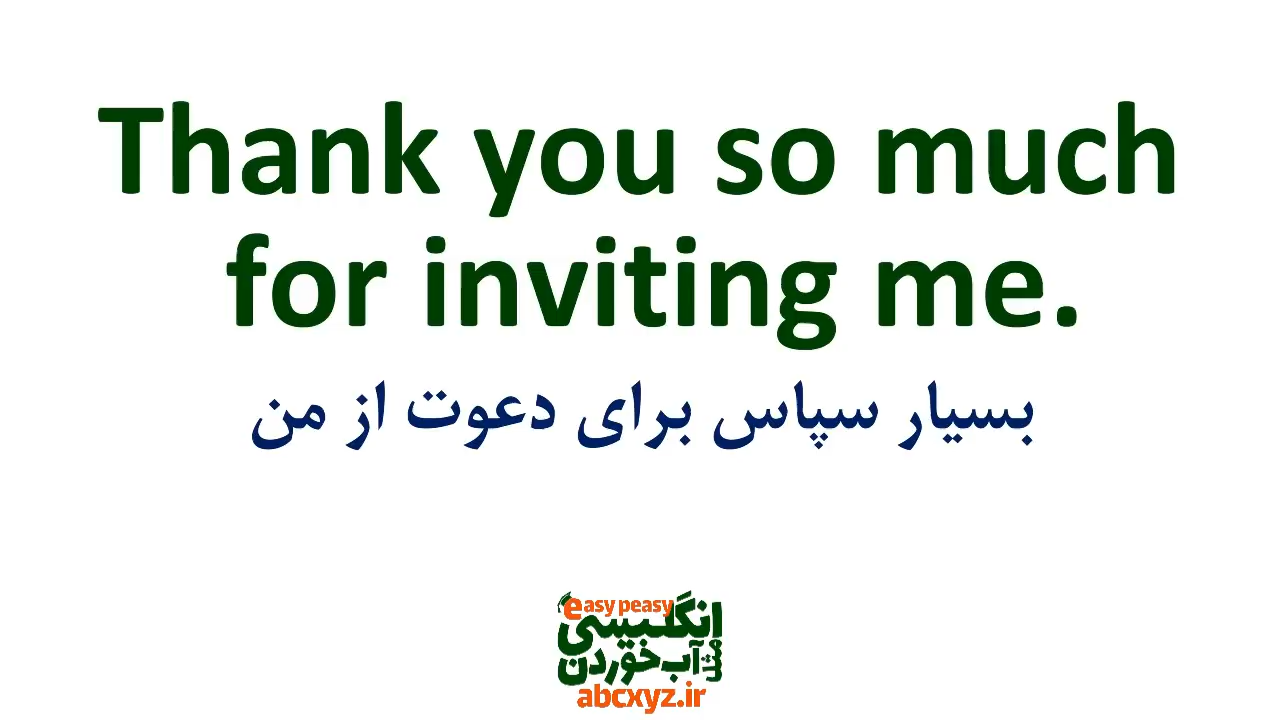 Thank you so much
for inviting me.
بسیار سپاس برای دعوت از من
easy peasy
انگلیسی
مثل آب خوردن
abcxyz.ir